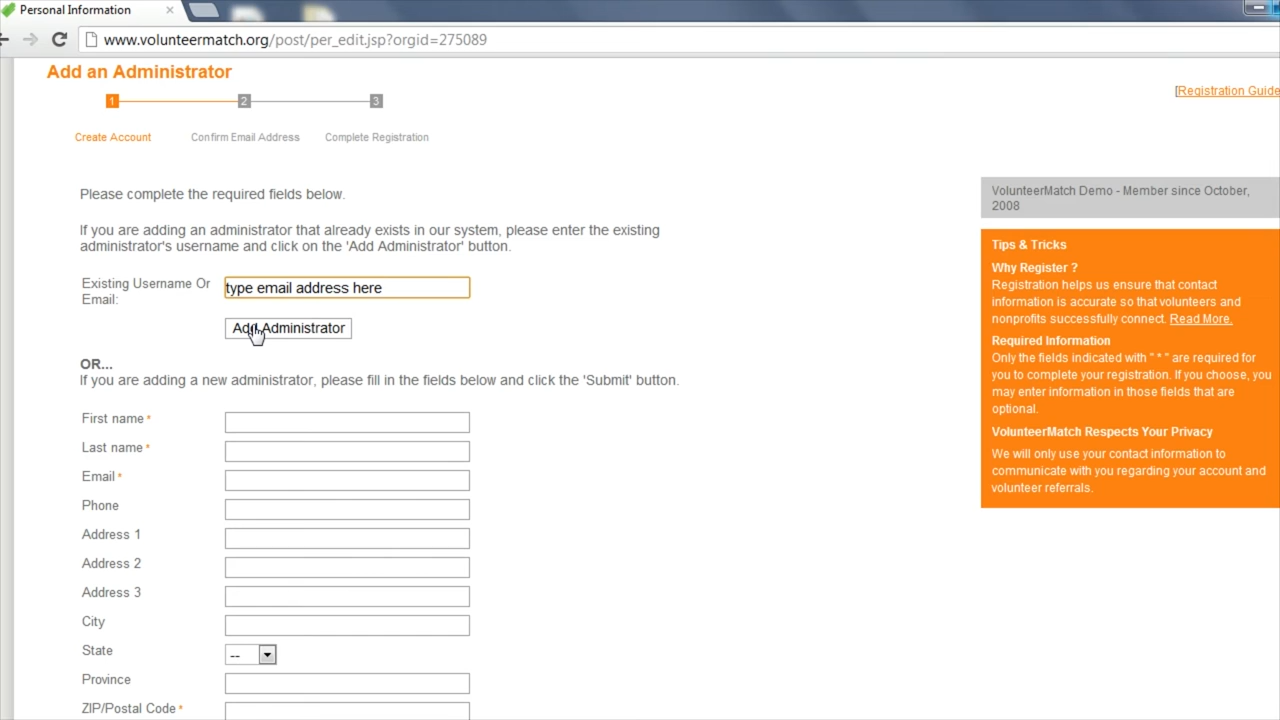 Personal Information
www.volunteermatch.org/post/per_edit.jsp?orgid=275089
Add an Administrator
[Registration Guide
1 2 3
Create Account Confirm Email Address Complete Registration
Please complete the required fields below.
If you are adding an administrator that already exists in our system, please enter the existing
administrator's username and click on the 'Add Administrator' button.
Existing Username Or
Email:
type email address here
Add Administrator
OR...
If you are adding a new administrator, please fill in the fields below and click the 'Submit' button.
First name *
Last name *
Email *
Phone
Address 1
Address 2
Address 3
City
State
--
Province
ZIP/Postal Code *
VolunteerMatch Demo - Member since October,
2008
Tips & Tricks
Why Register ?
Registration helps us ensure that contact
information is accurate so that volunteers and
nonprofits successfully connect. Read More.
Required Information
Only the fields indicated with " * " are required for
you to complete your registration. If you choose, you
may enter information in those fields that are
optional.
VolunteerMatch Respects Your Privacy
We will only use your contact information to
communicate with you regarding your account and
volunteer referrals.